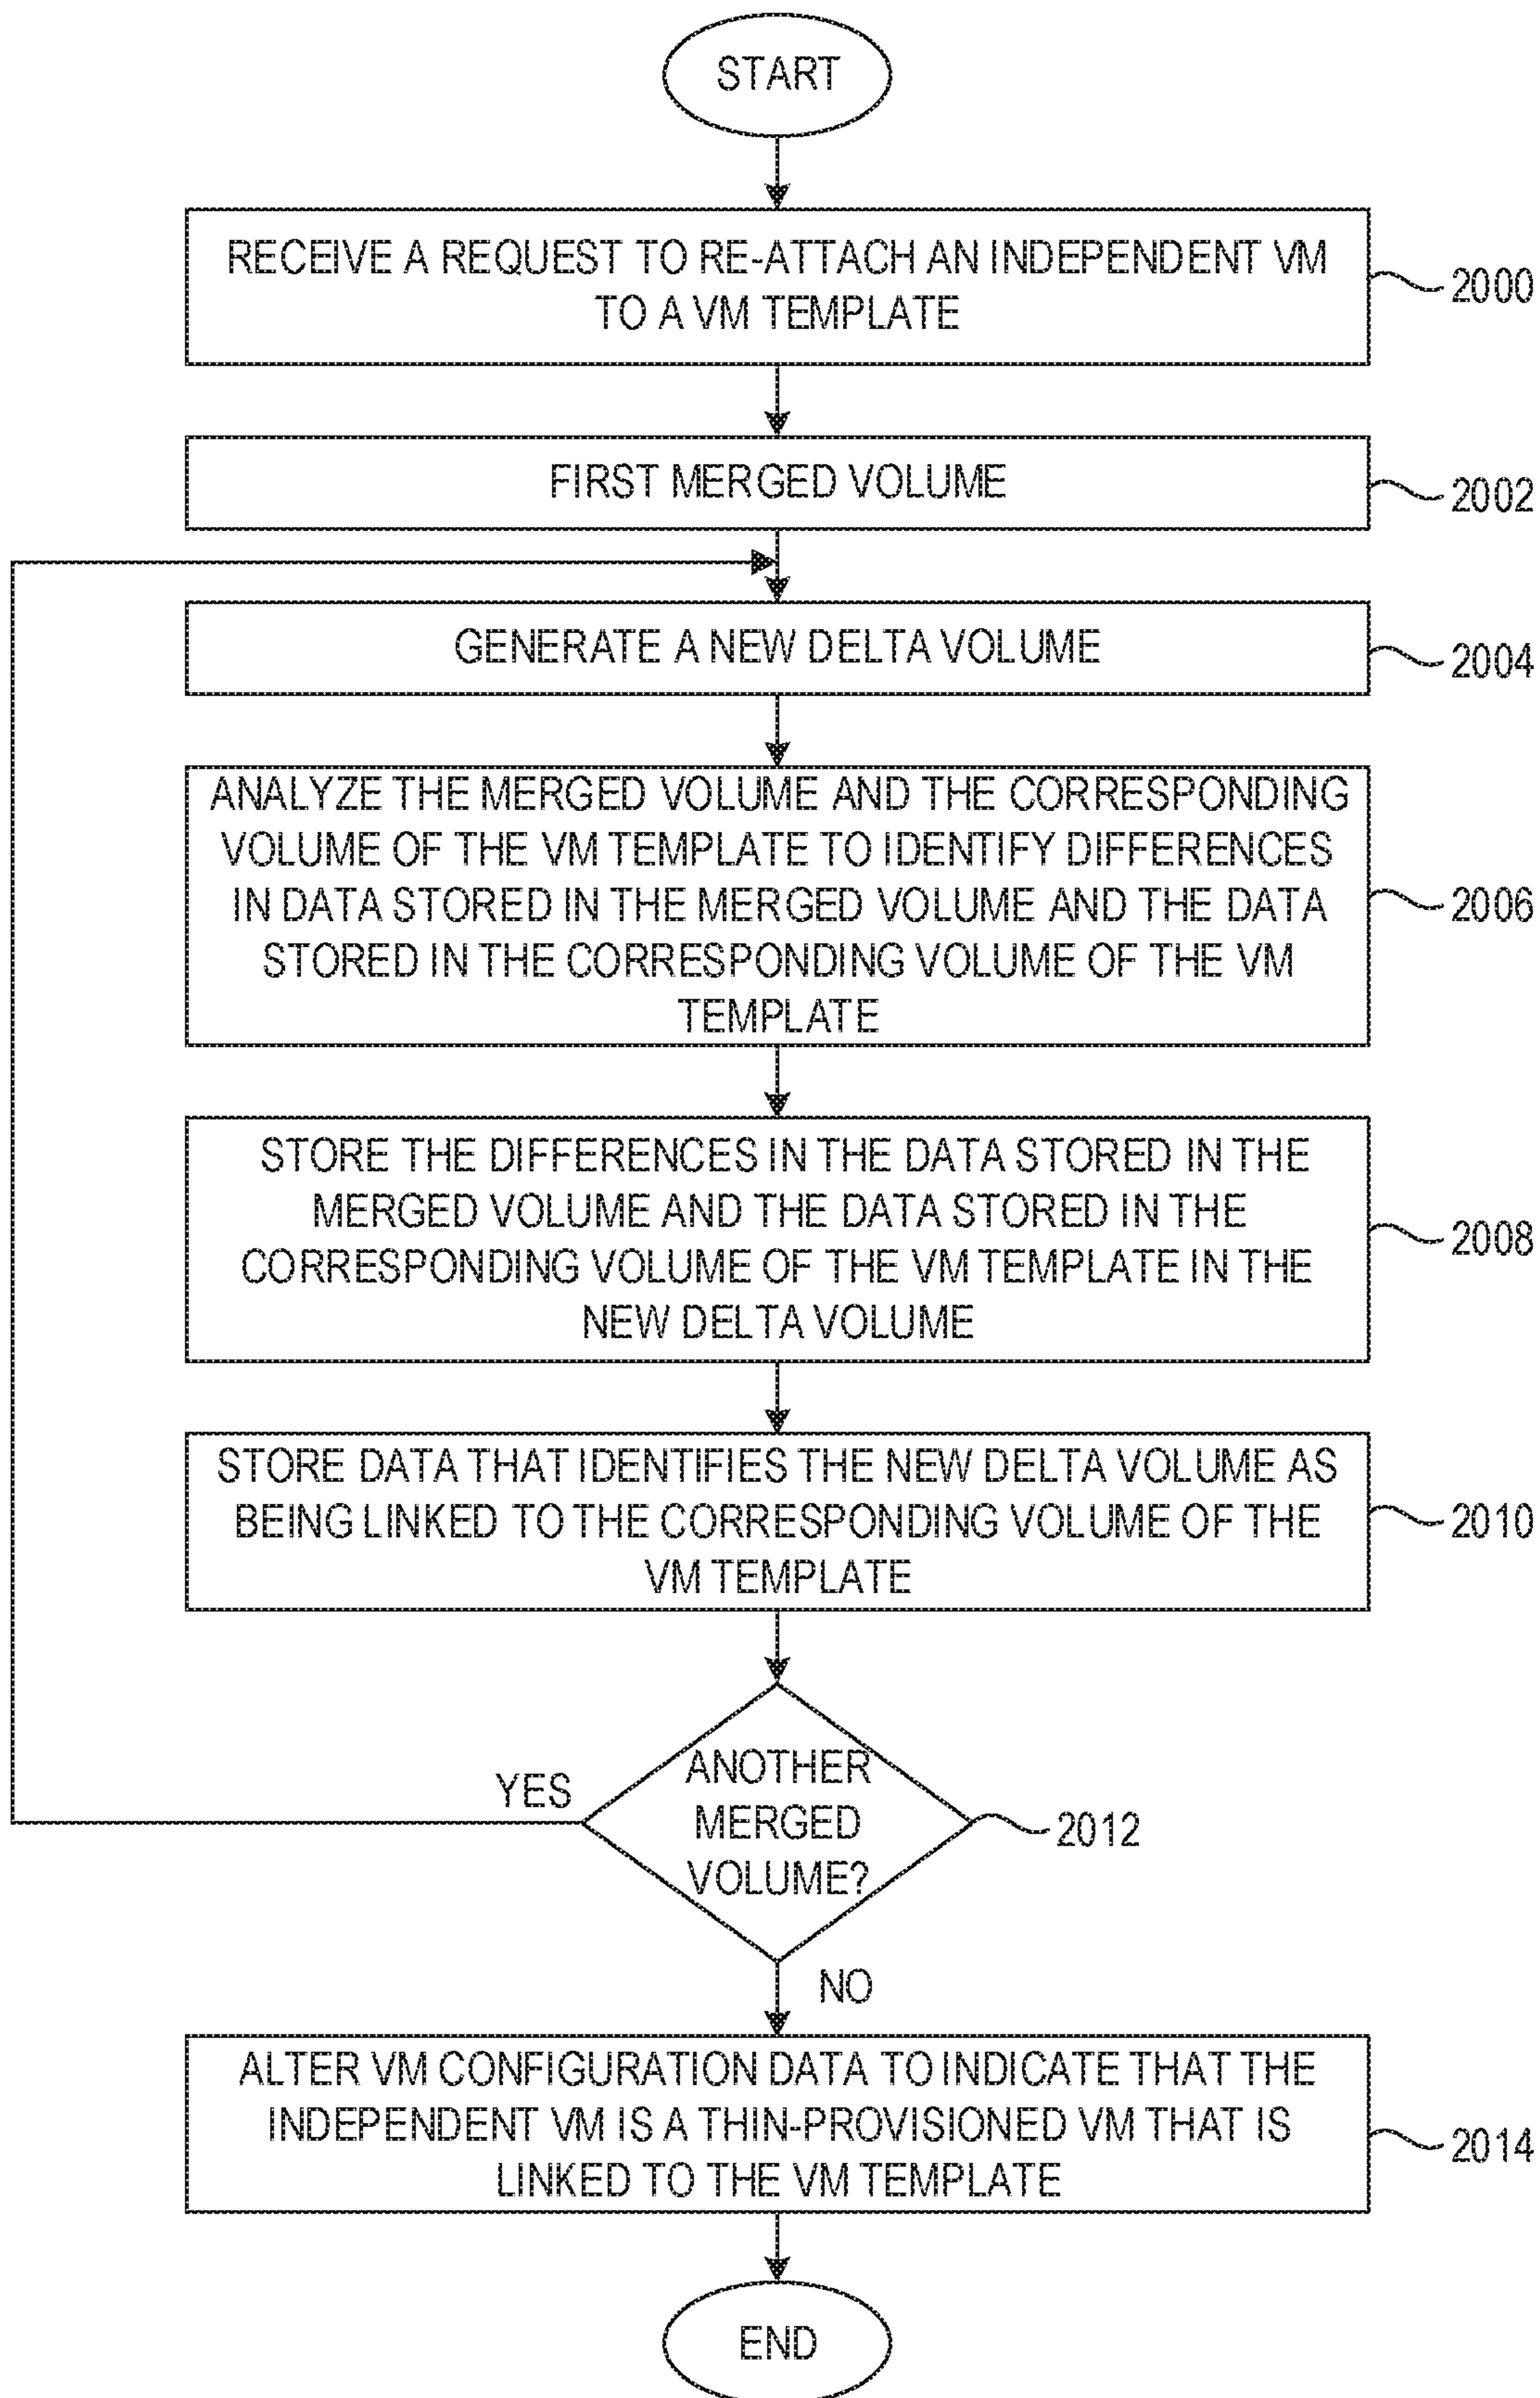 START
RECEIVE A REQUEST TO RE-ATTACH AN INDEPENDENT VM
TO A VM TEMPLATE
2000
FIRST MERGED VOLUME
2002
GENERATE A NEW DELTA VOLUME
2004
ANALYZE THE MERGED VOLUME AND THE CORRESPONDING
VOLUME OF THE VM TEMPLATE TO IDENTIFY DIFFERENCES
IN DATA STORED IN THE MERGED VOLUME AND THE DATA
STORED IN THE CORRESPONDING VOLUME OF THE VM
TEMPLATE
2006
STORE THE DIFFERENCES IN THE DATA STORED IN THE
MERGED VOLUME AND THE DATA STORED IN THE
CORRESPONDING VOLUME OF THE VM TEMPLATE IN THE
NEW DELTA VOLUME
2008
STORE DATA THAT IDENTIFIES THE NEW DELTA VOLUME AS
BEING LINKED TO THE CORRESPONDING VOLUME OF THE
VM TEMPLATE
2010
YES
ANOTHER
MERGED
VOLUME?
2012
NO
ALTER VM CONFIGURATION DATA TO INDICATE THAT THE
INDEPENDENT VM IS A THIN-PROVISIONED VM THAT IS
LINKED TO THE VM TEMPLATE
2014
END